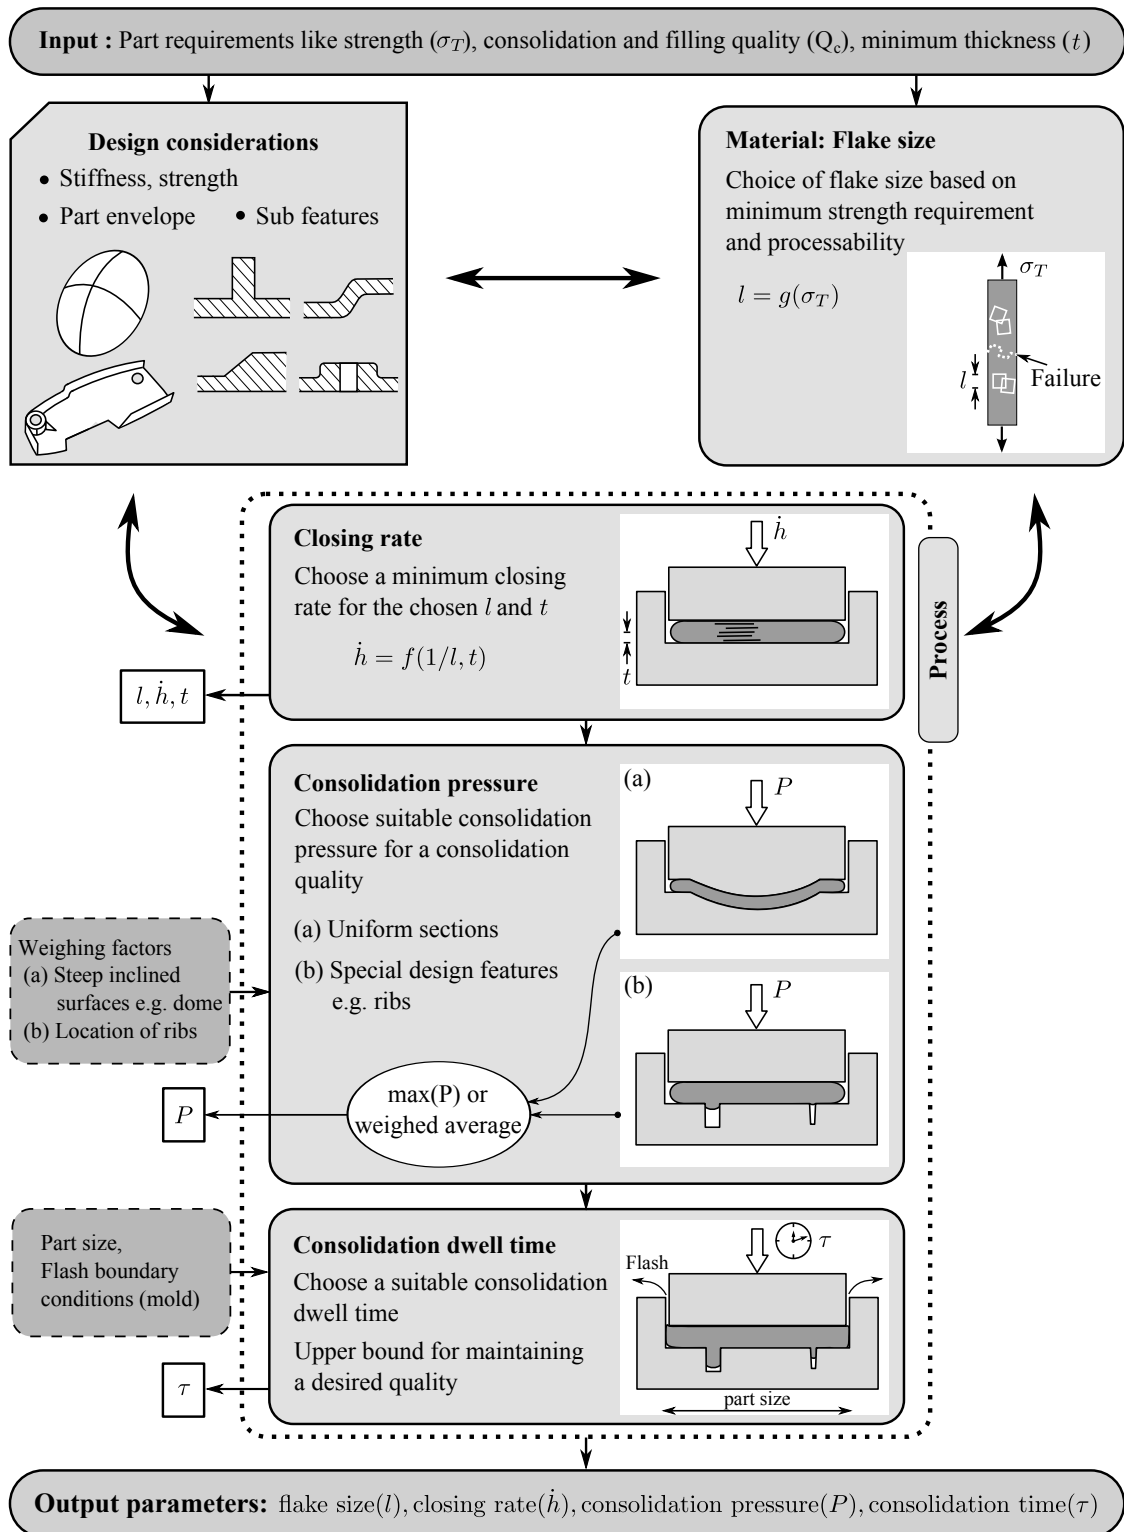 Input : Part requirements like strength (σ_T), consolidation and filling quality (Q_c), minimum thickness (t)
Design considerations
• Stiffness, strength
• Part envelope • Sub features
Material: Flake size
Choice of flake size based on
minimum strength requirement
and processability
l = g(σ_T)
σ_T
l
Failure
Closing rate
Choose a minimum closing
rate for the chosen l and t
ḣ = f(1/l, t)
ḣ
t
Process
l, ḣ, t
Consolidation pressure
Choose suitable consolidation
pressure for a consolidation
quality
(a) Uniform sections
(b) Special design features
e.g. ribs
(a)
P
(b)
P
max(P) or
weighed average
Weighing factors
(a) Steep inclined
surfaces e.g. dome
(b) Location of ribs
P
Consolidation dwell time
Choose a suitable consolidation
dwell time
Upper bound for maintaining
a desired quality
τ
Flash
part size
Part size,
Flash boundary
conditions (mold)
τ
Output parameters: flake size(l), closing rate(ḣ), consolidation pressure(P), consolidation time(τ)